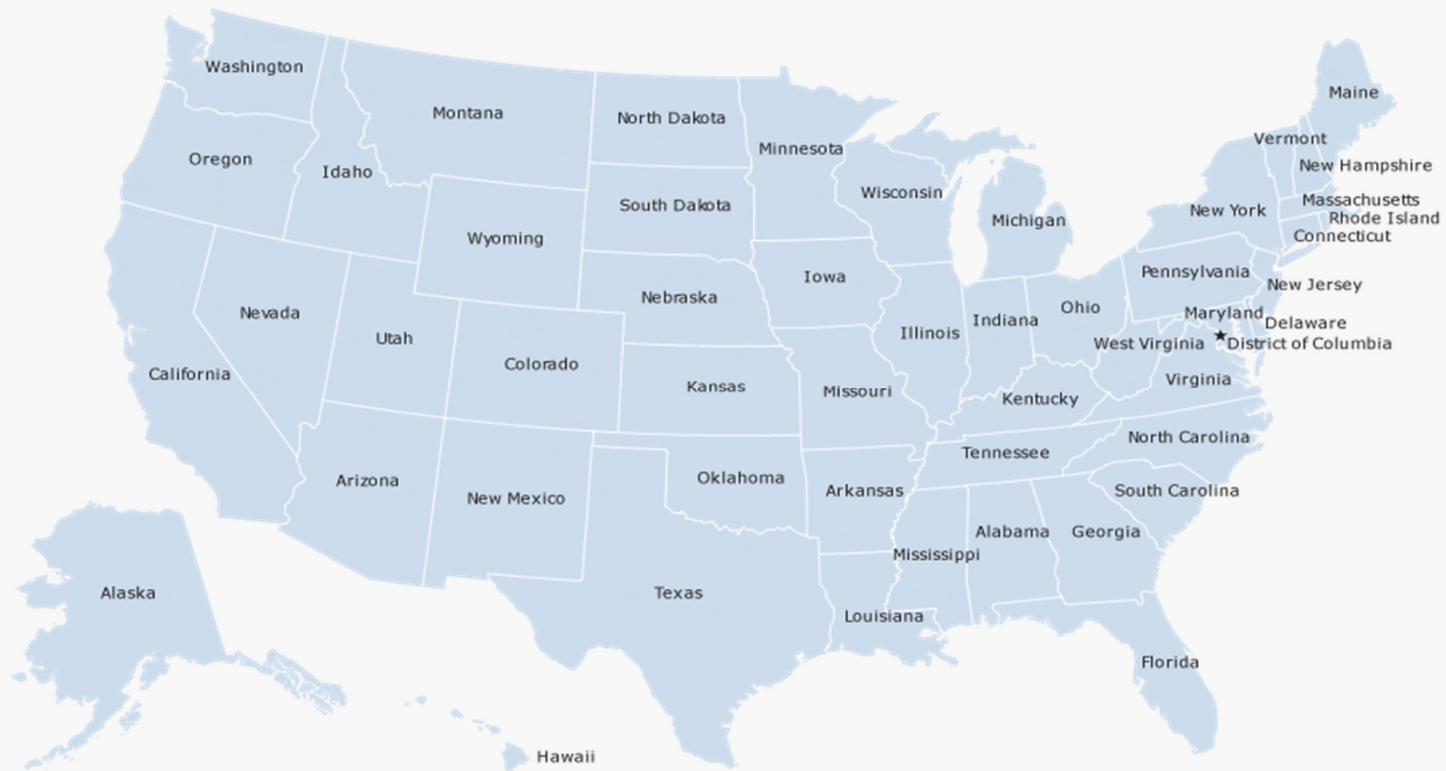 Washington
Maine
Montana
North Dakota
Vermont
Minnesota
Oregon
New Hampshire
Idaho
Wisconsin
Massachusetts
South Dakota
New York
Rhode Island
Michigan
Connecticut
Wyoming
Pennsylvania
Iowa
New Jersey
Nebraska
Ohio
Nevada
Maryland
Indiana
Delaware
Illinois
Utah
West Virginia
District of Columbia
Colorado
California
Virginia
Kansas
Missouri
Kentucky
North Carolina
Tennessee
Oklahoma
Arizona
Arkansas
South Carolina
New Mexico
Alabama
Georgia
Mississippi
Alaska
Texas
Louisiana
Florida
Hawaii